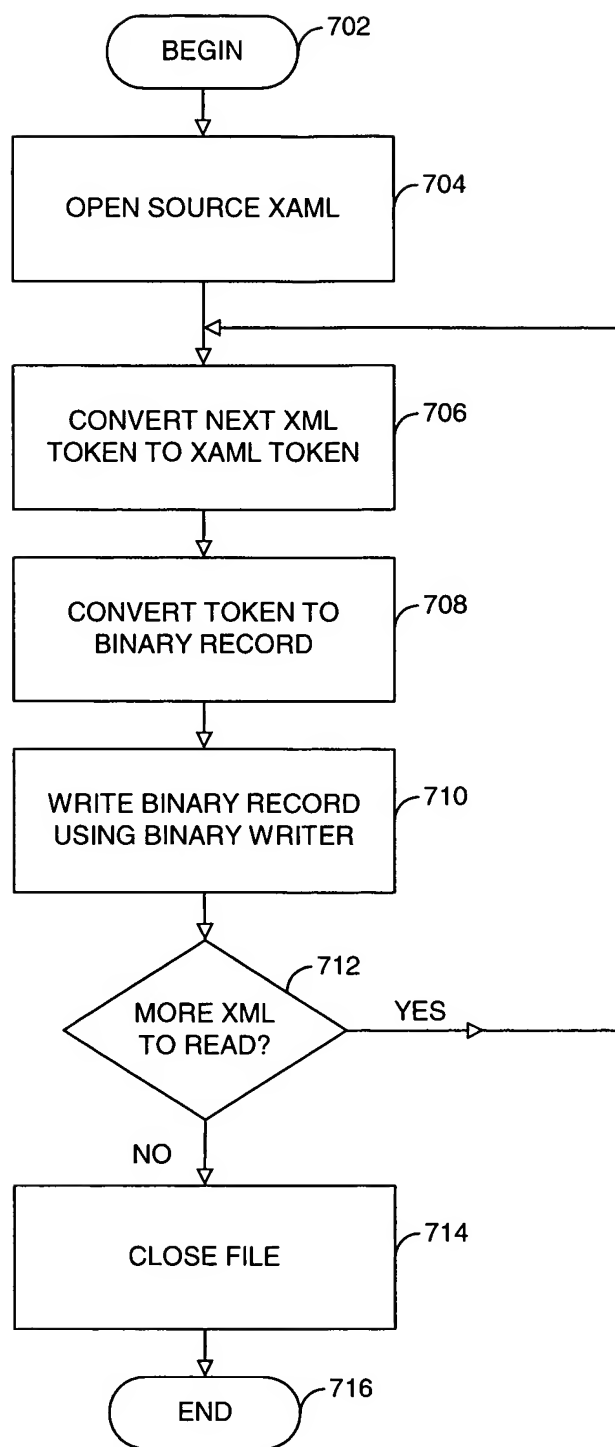 BEGIN
702
OPEN SOURCE XAML
704
CONVERT NEXT XML
TOKEN TO XAML TOKEN
706
CONVERT TOKEN TO
BINARY RECORD
708
WRITE BINARY RECORD
USING BINARY WRITER
710
MORE XML
TO READ?
712
YES
NO
CLOSE FILE
714
END
716